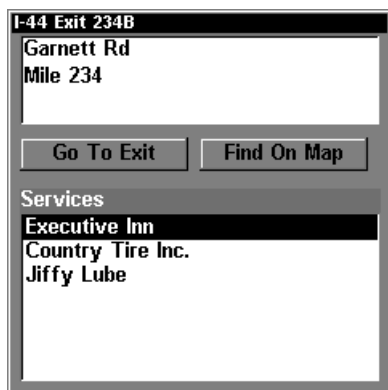 I-44 Exit 234B
Garnett Rd
Mile 234
Go To Exit
Find On Map
Services
Executive Inn
Country Tire Inc.
Jiffy Lube